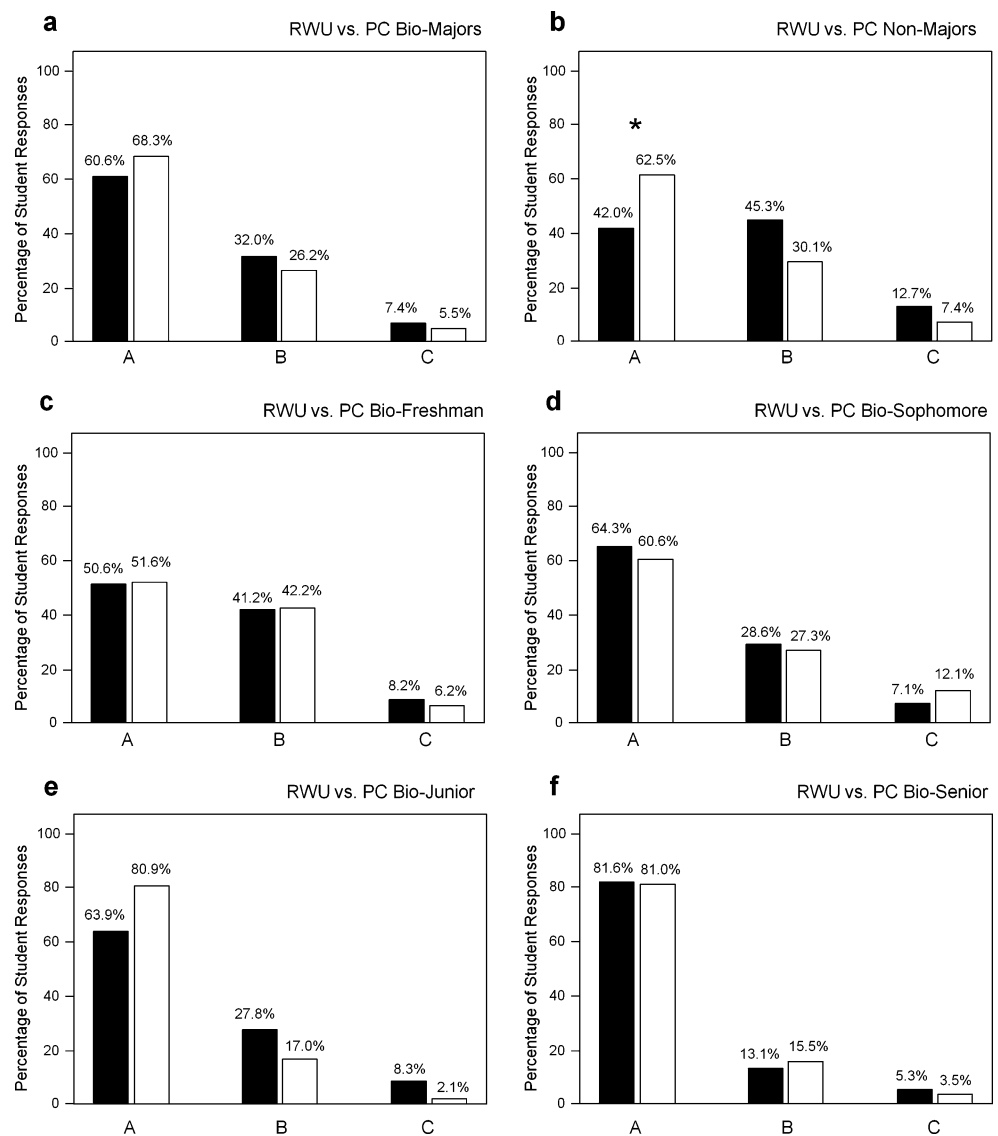 a
RWU vs. PC Bio-Majors
Percentage of Student Responses
100
80
60
40
20
0
60.6%
68.3%
32.0%
26.2%
7.4%
5.5%
A
B
C
b
RWU vs. PC Non-Majors
Percentage of Student Responses
100
80
60
40
20
0
*
42.0%
62.5%
45.3%
30.1%
12.7%
7.4%
A
B
C
c
RWU vs. PC Bio-Freshman
Percentage of Student Responses
100
80
60
40
20
0
50.6%
51.6%
41.2%
42.2%
8.2%
6.2%
A
B
C
d
RWU vs. PC Bio-Sophomore
Percentage of Student Responses
100
80
60
40
20
0
64.3%
60.6%
28.6%
27.3%
7.1%
12.1%
A
B
C
e
RWU vs. PC Bio-Junior
Percentage of Student Responses
100
80
60
40
20
0
63.9%
80.9%
27.8%
17.0%
8.3%
2.1%
A
B
C
f
RWU vs. PC Bio-Senior
Percentage of Student Responses
100
80
60
40
20
0
81.6%
81.0%
13.1%
15.5%
5.3%
3.5%
A
B
C